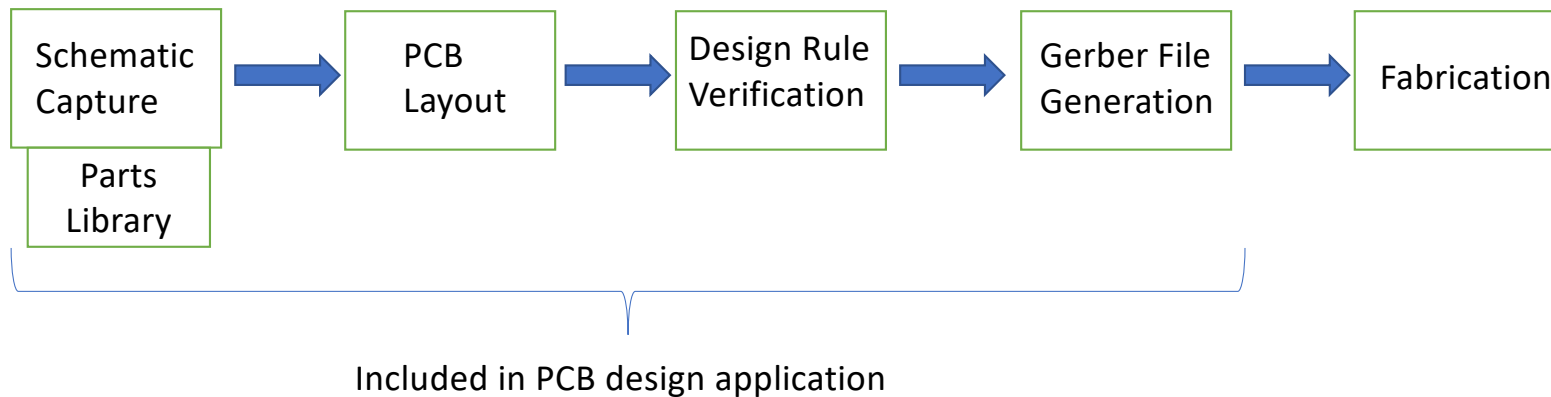 Schematic
Capture
Parts
Library
PCB
Layout
Design Rule
Verification
Gerber File
Generation
Fabrication
Included in PCB design application